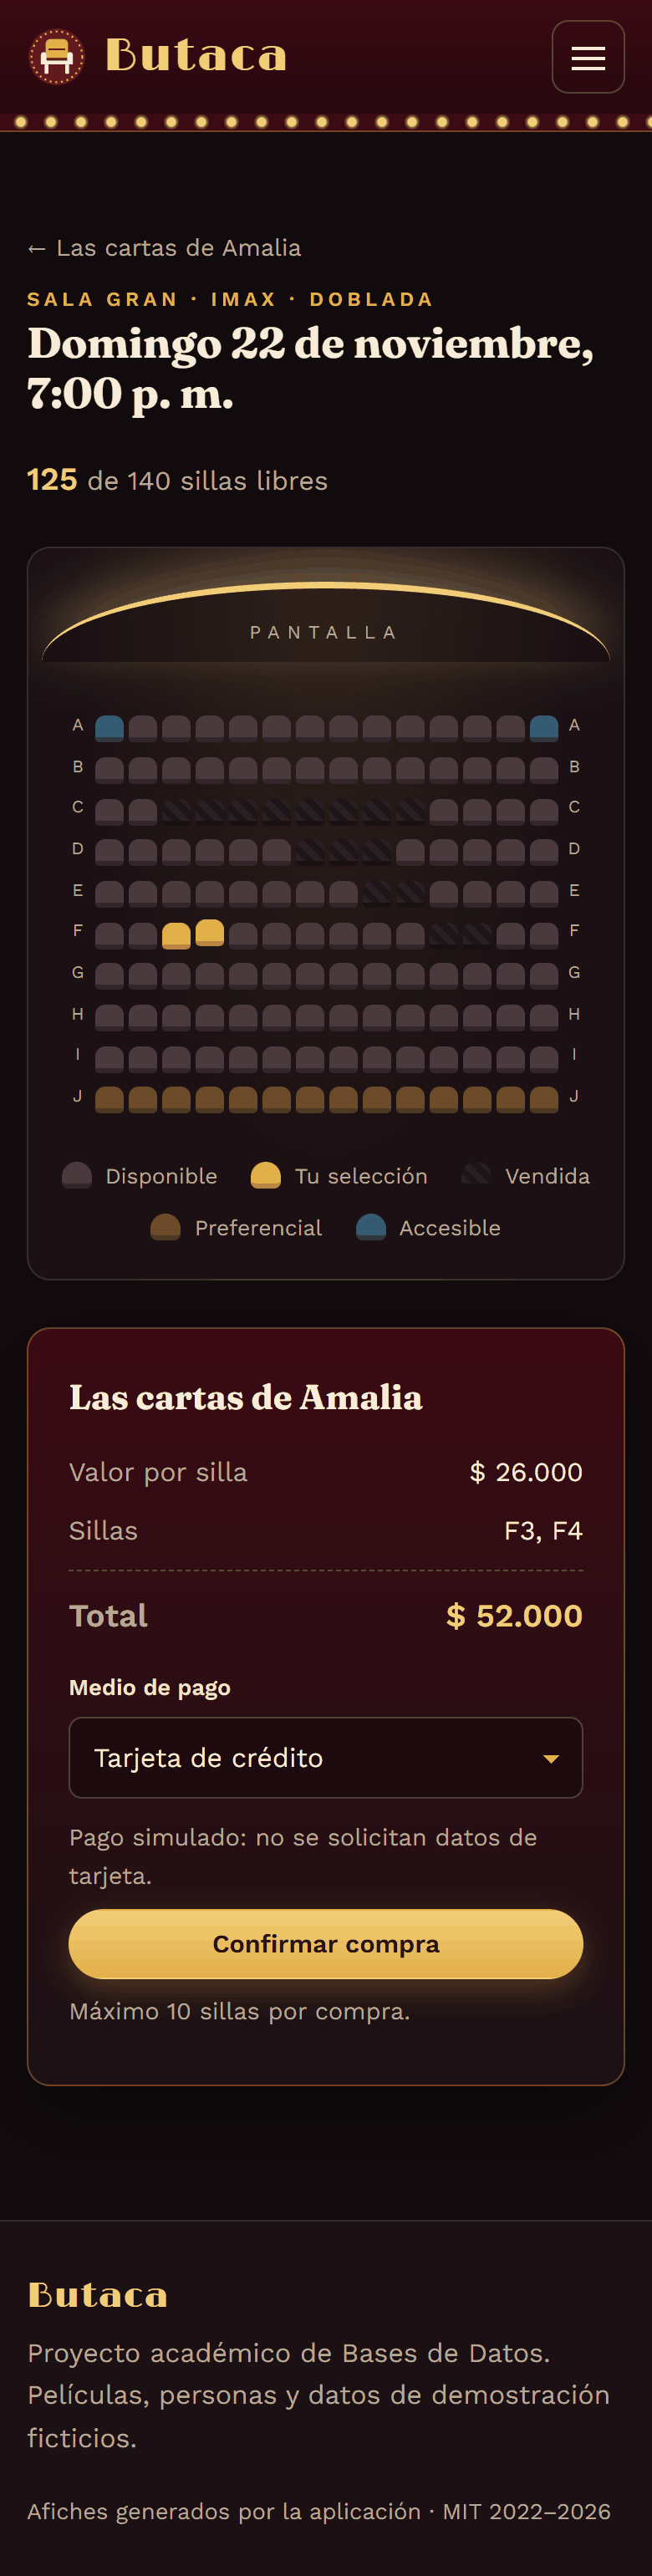 Butaca
← Las cartas de Amalia
SALA GRAN · IMAX · DOBLADA
Domingo 22 de noviembre,
7:00 p. m.
125 de 140 sillas libres
PANTALLA
A A
B B
C C
D D
E E
F F
G G
H H
I I
J J
Disponible Tu selección Vendida
Preferencial Accesible
Las cartas de Amalia
Valor por silla $ 26.000
Sillas F3, F4
Total $ 52.000
Medio de pago
Tarjeta de crédito
Pago simulado: no se solicitan datos de
tarjeta.
Confirmar compra
Máximo 10 sillas por compra.
Butaca
Proyecto académico de Bases de Datos.
Películas, personas y datos de demostración
ficticios.
Afiches generados por la aplicación · MIT 2022–2026